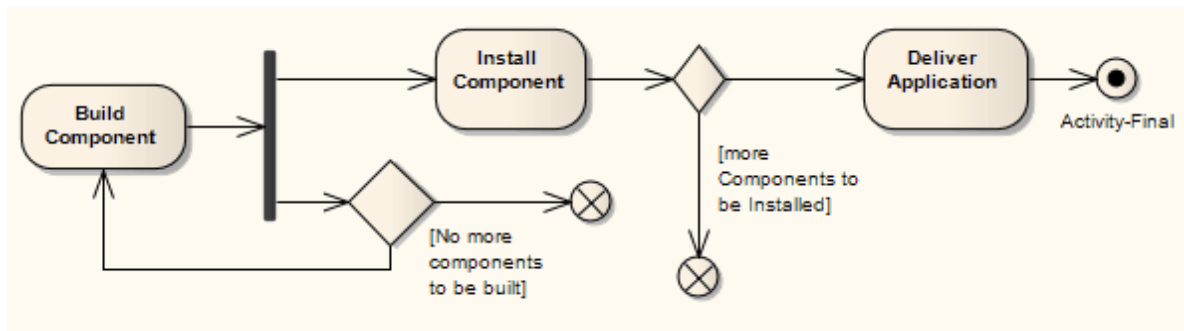 Build
Component
Install
Component
Deliver
Application
Activity-Final
[more
Components to
be Installed]
[No more
components
to be built]